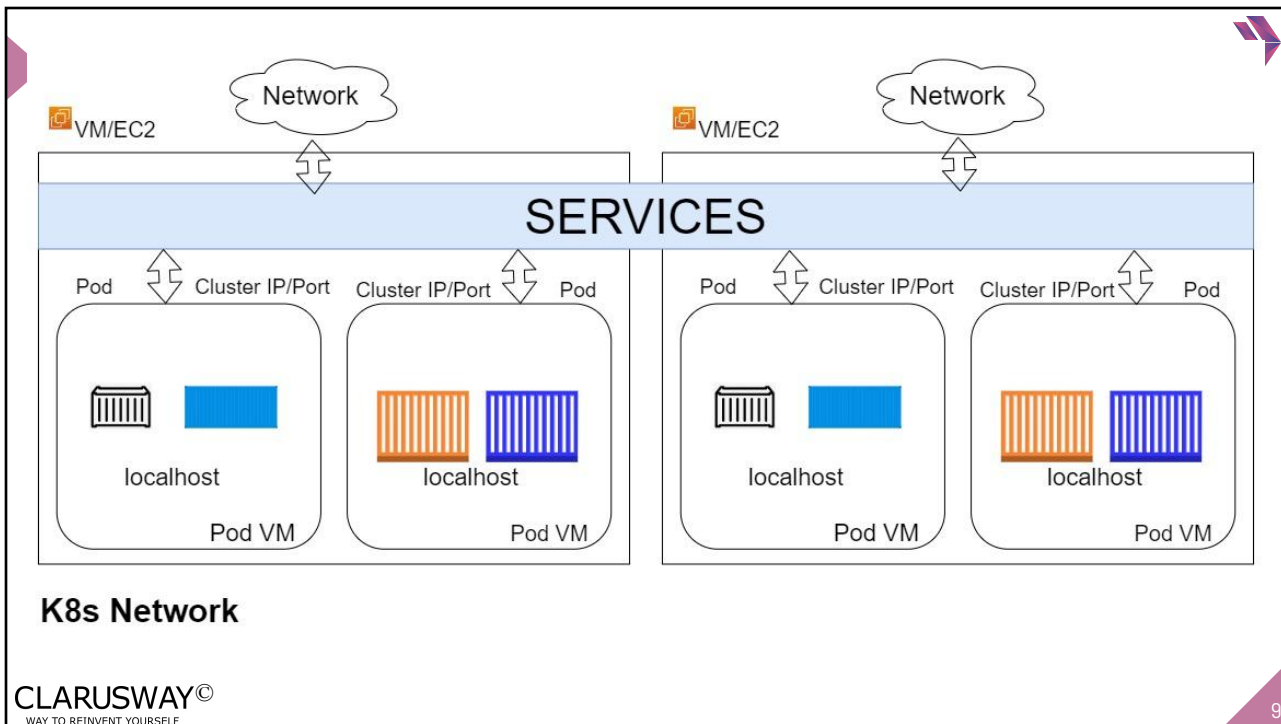 Network
Network
VM/EC2
VM/EC2
SERVICES
Pod
Cluster IP/Port
Cluster IP/Port
Pod
Pod
Cluster IP/Port
Cluster IP/Port
Pod
localhost
localhost
localhost
localhost
Pod VM
Pod VM
Pod VM
Pod VM
K8s Network
CLARUSWAY©
WAY TO REINVENT YOURSELF
9